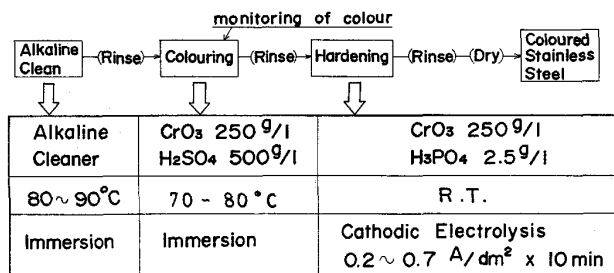 monitoring of colour
Alkaline Clean (Rinse) Colouring (Rinse) Hardening (Rinse) (Dry) Coloured Stainless Steel
Alkaline Cleaner
CrO3 250 g/l
H2SO4 500 g/l
CrO3 250 g/l
H3PO4 2.5 g/l
80~90°C
70 - 80°C
R.T.
Immersion
Immersion
Cathodic Electrolysis
0.2~0.7 A/dm² x 10 min